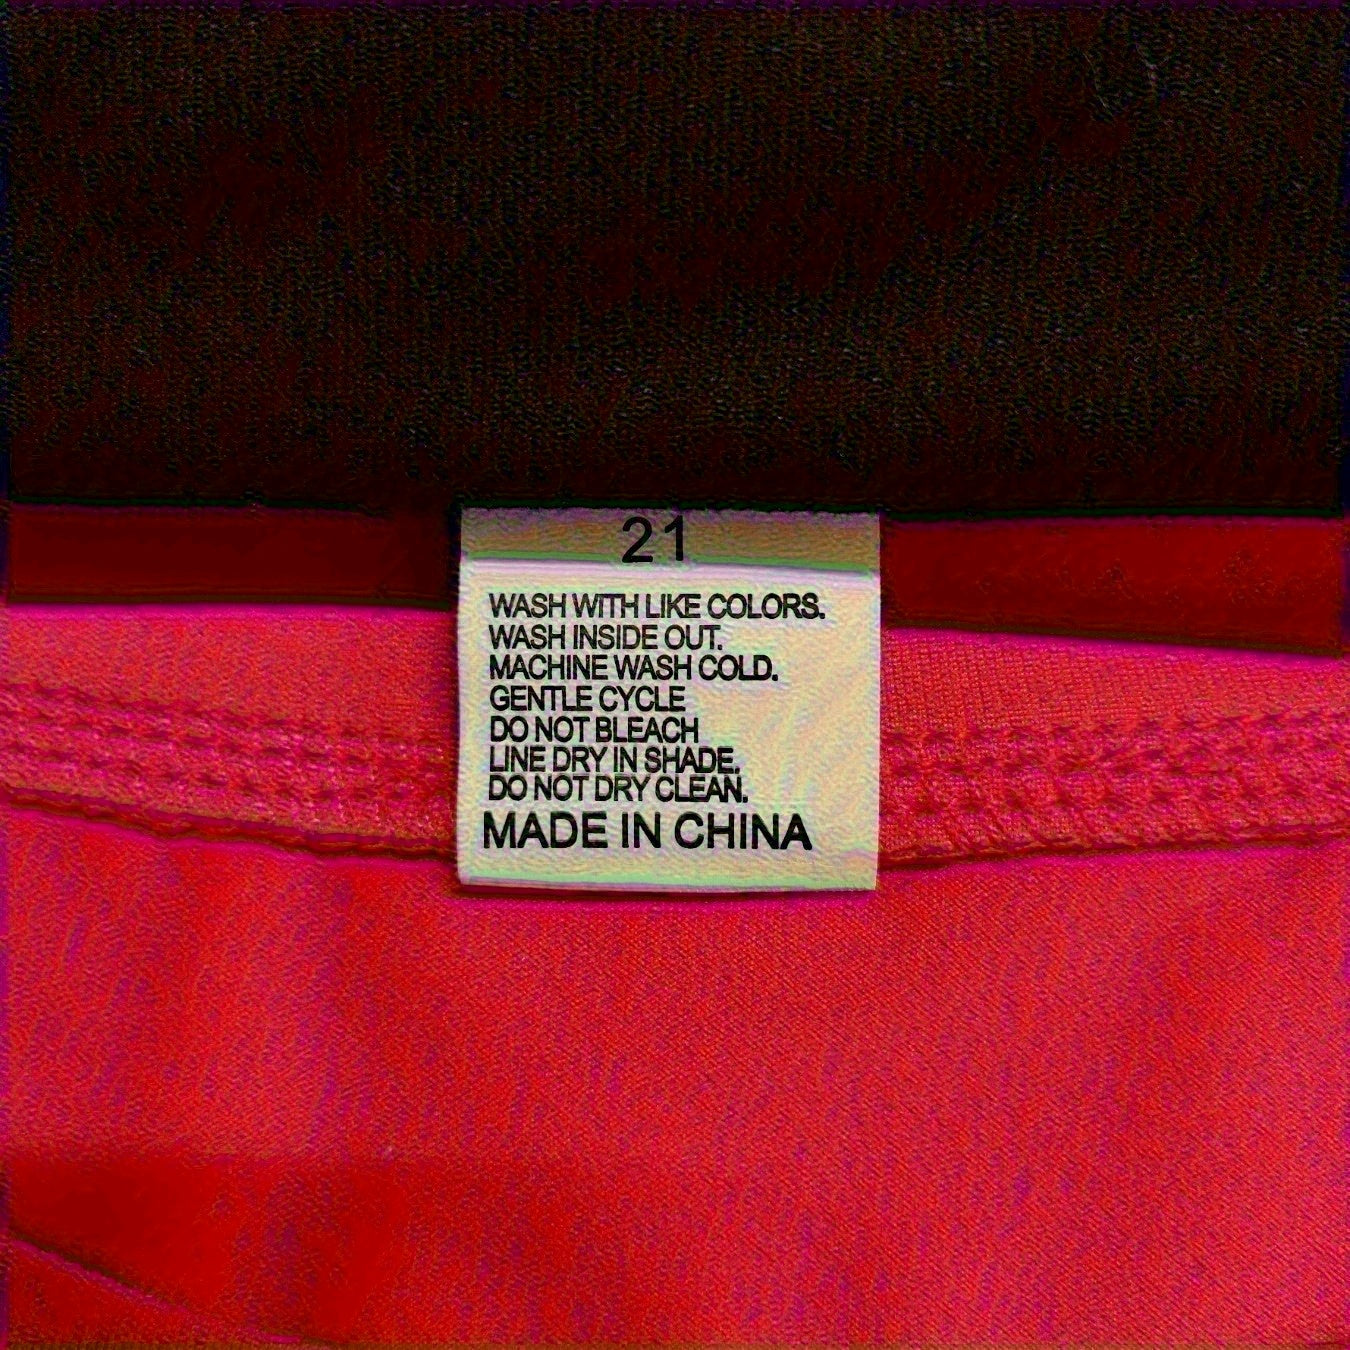 21
WASH WITH LIKE COLORS.
WASH INSIDE OUT.
MACHINE WASH COLD.
GENTLE CYCLE
DO NOT BLEACH
LINE DRY IN SHADE.
DO NOT DRY CLEAN.
MADE IN CHINA